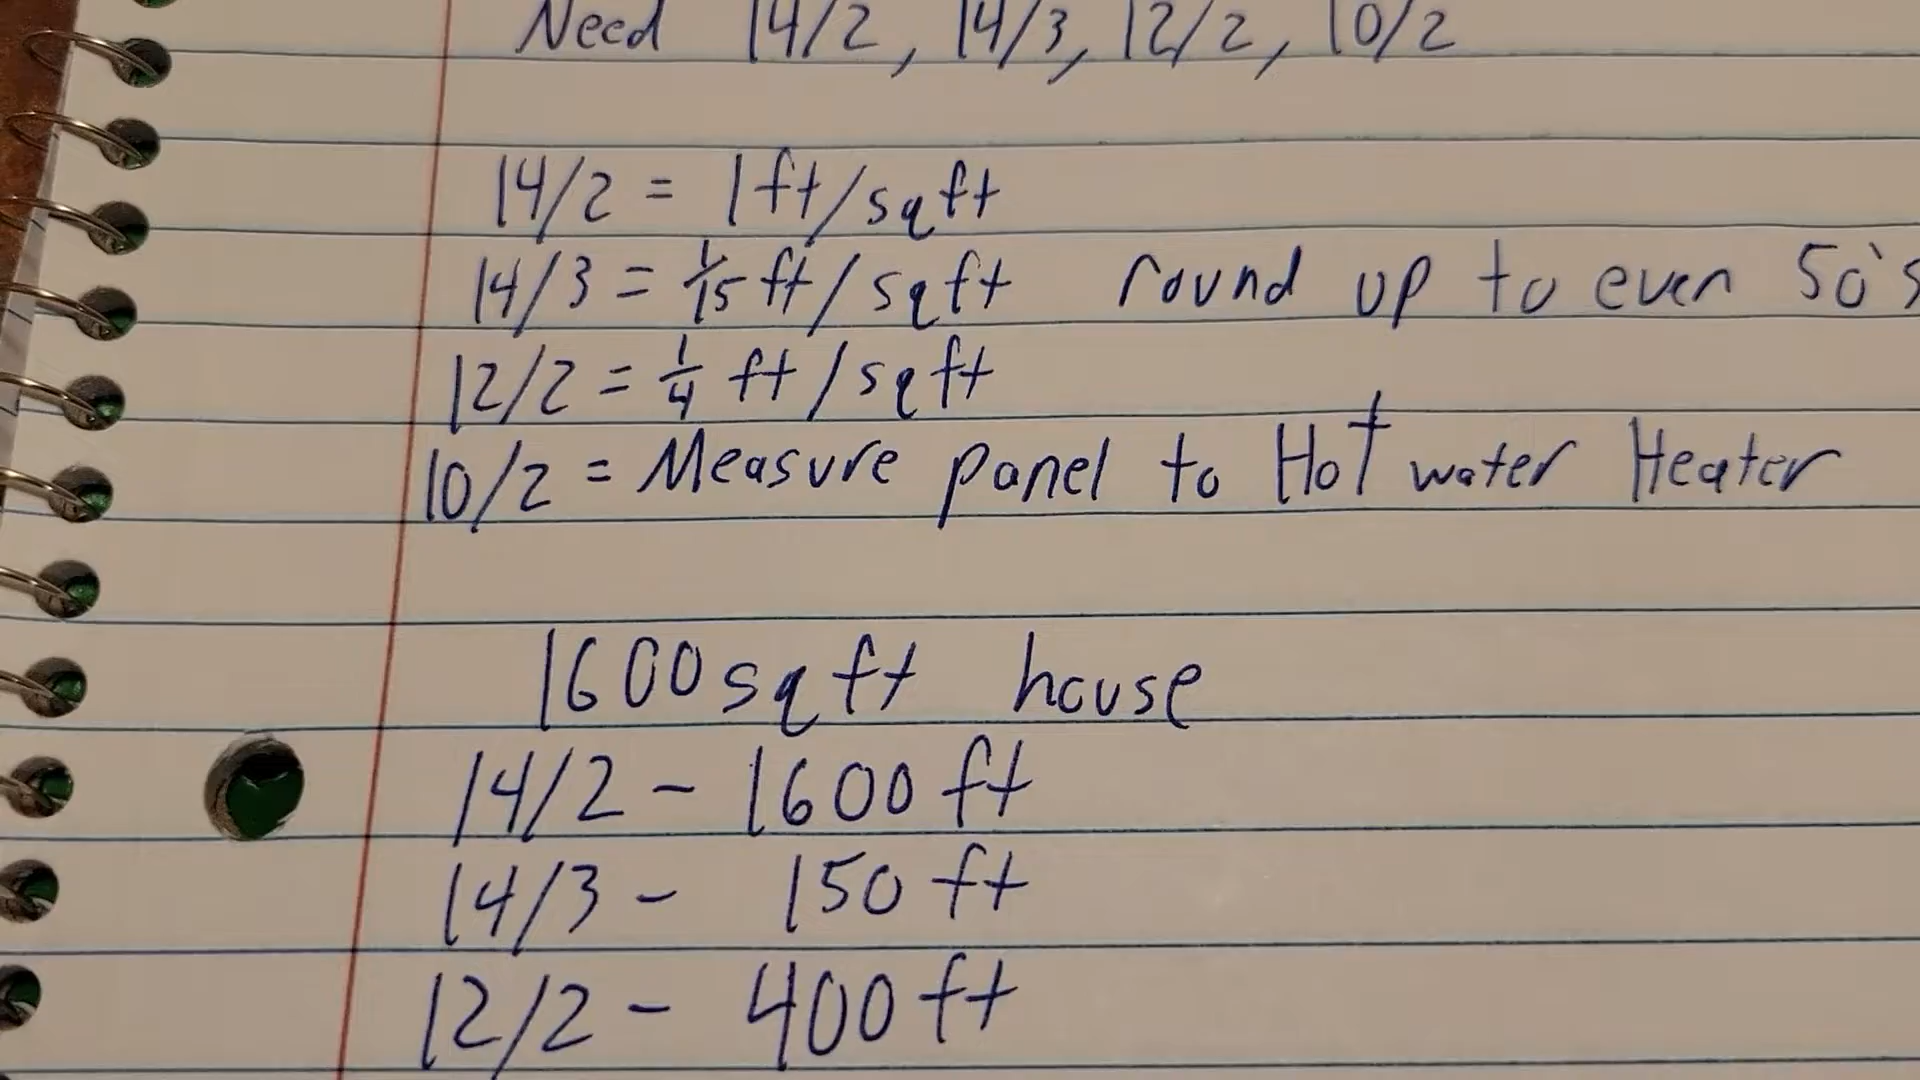 Need 14/2, 14/3, 12/2, 10/2
14/2 = 1ft/sqft
14/3 = 1/15 ft/sqft round up to even 50's
12/2 = 1/4 ft/sqft
10/2 = Measure panel to Hot water Heater
1600sqft house
14/2 - 1600ft
14/3 - 150ft
12/2 - 400ft